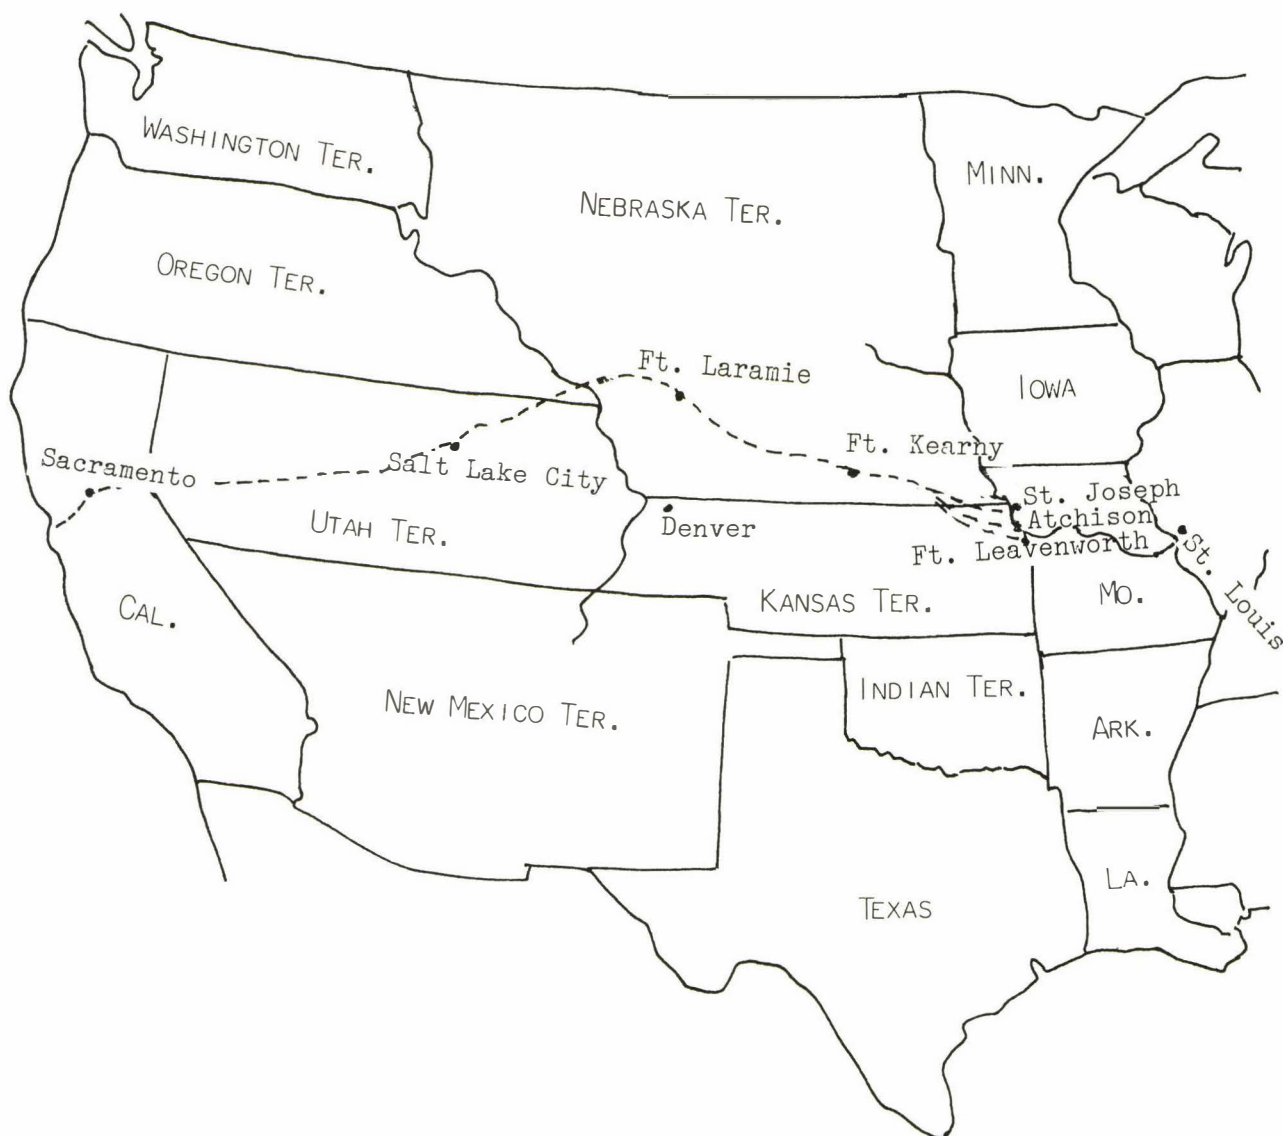 WASHINGTON TER.
MINN.
NEBRASKA TER.
OREGON TER.
Ft. Laramie
IOWA
Ft. Kearny
Sacramento
Salt Lake City
St. Joseph
Denver
Atchison
UTAH TER.
Ft. Leavenworth
St. Louis
KANSAS TER.
MO.
CAL.
INDIAN TER.
NEW MEXICO TER.
ARK.
LA.
TEXAS